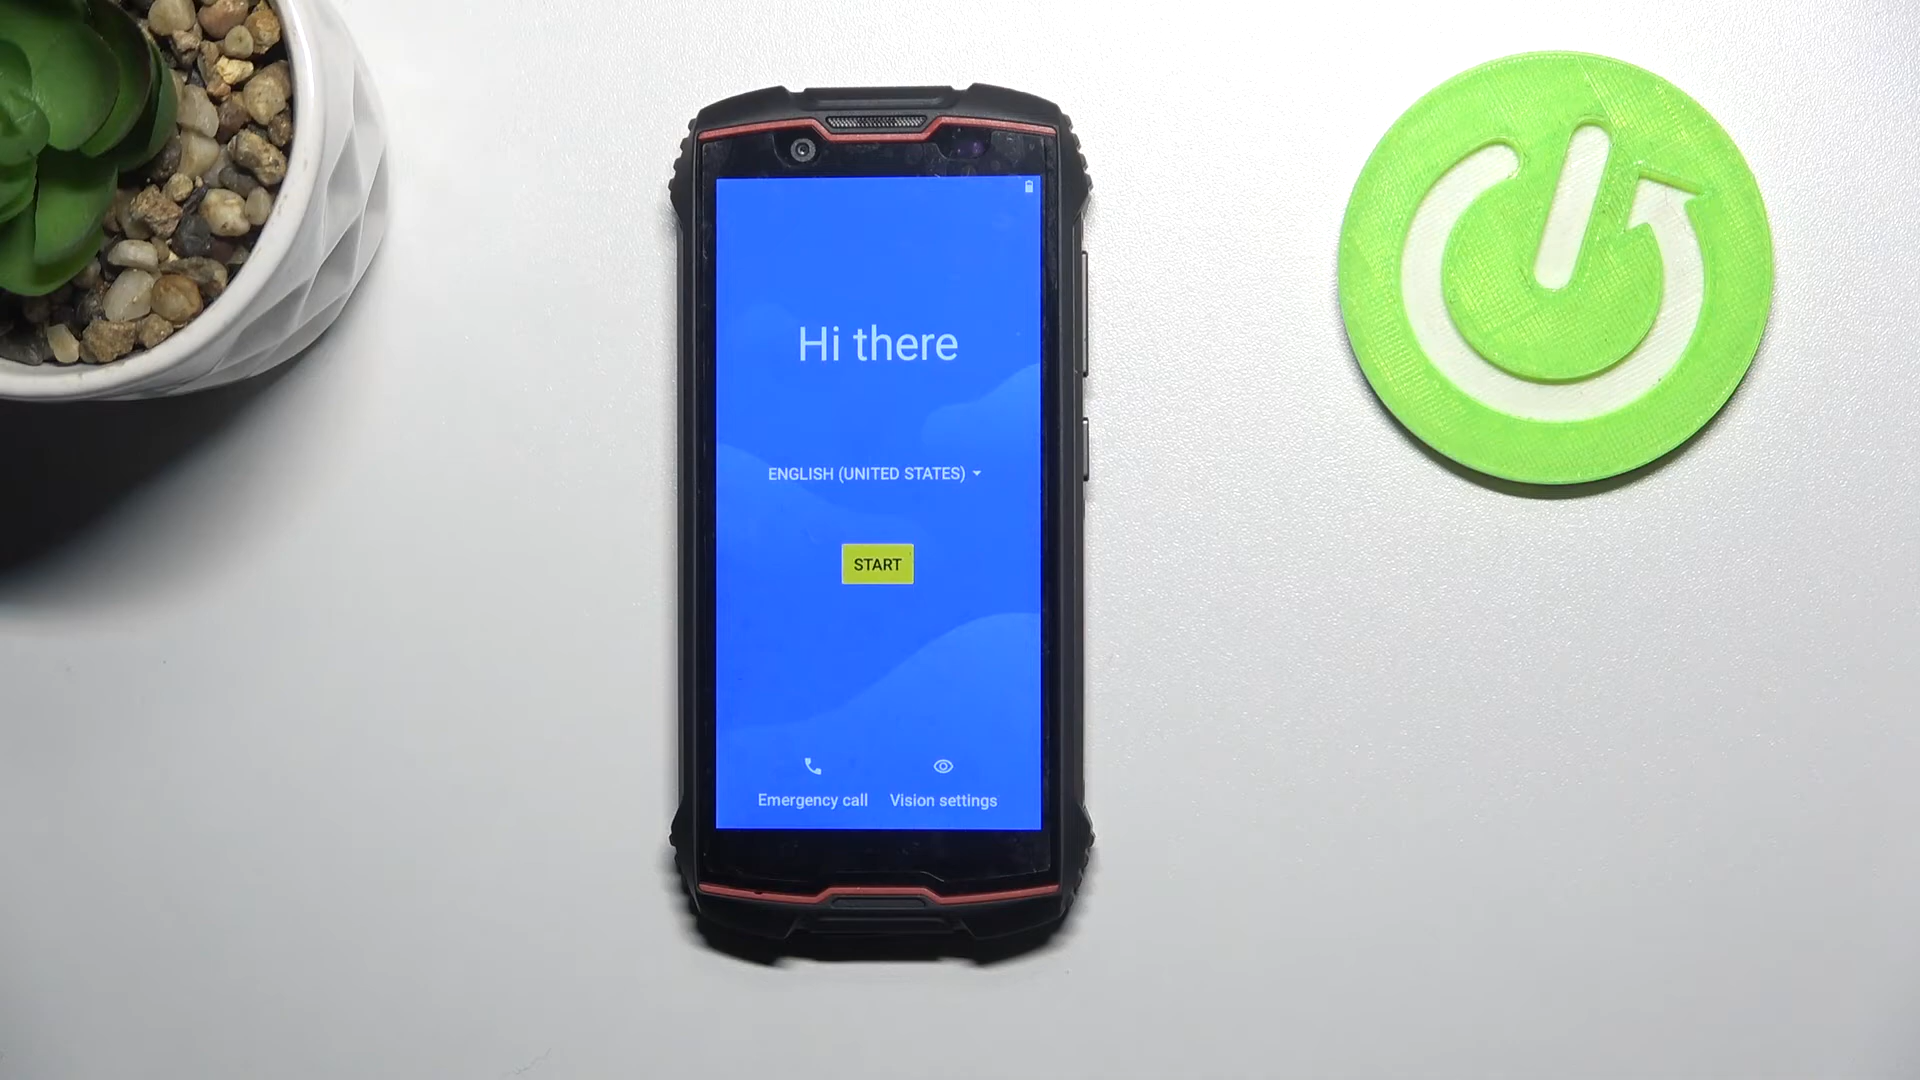 Hi there
ENGLISH (UNITED STATES)
START
Emergency call
Vision settings